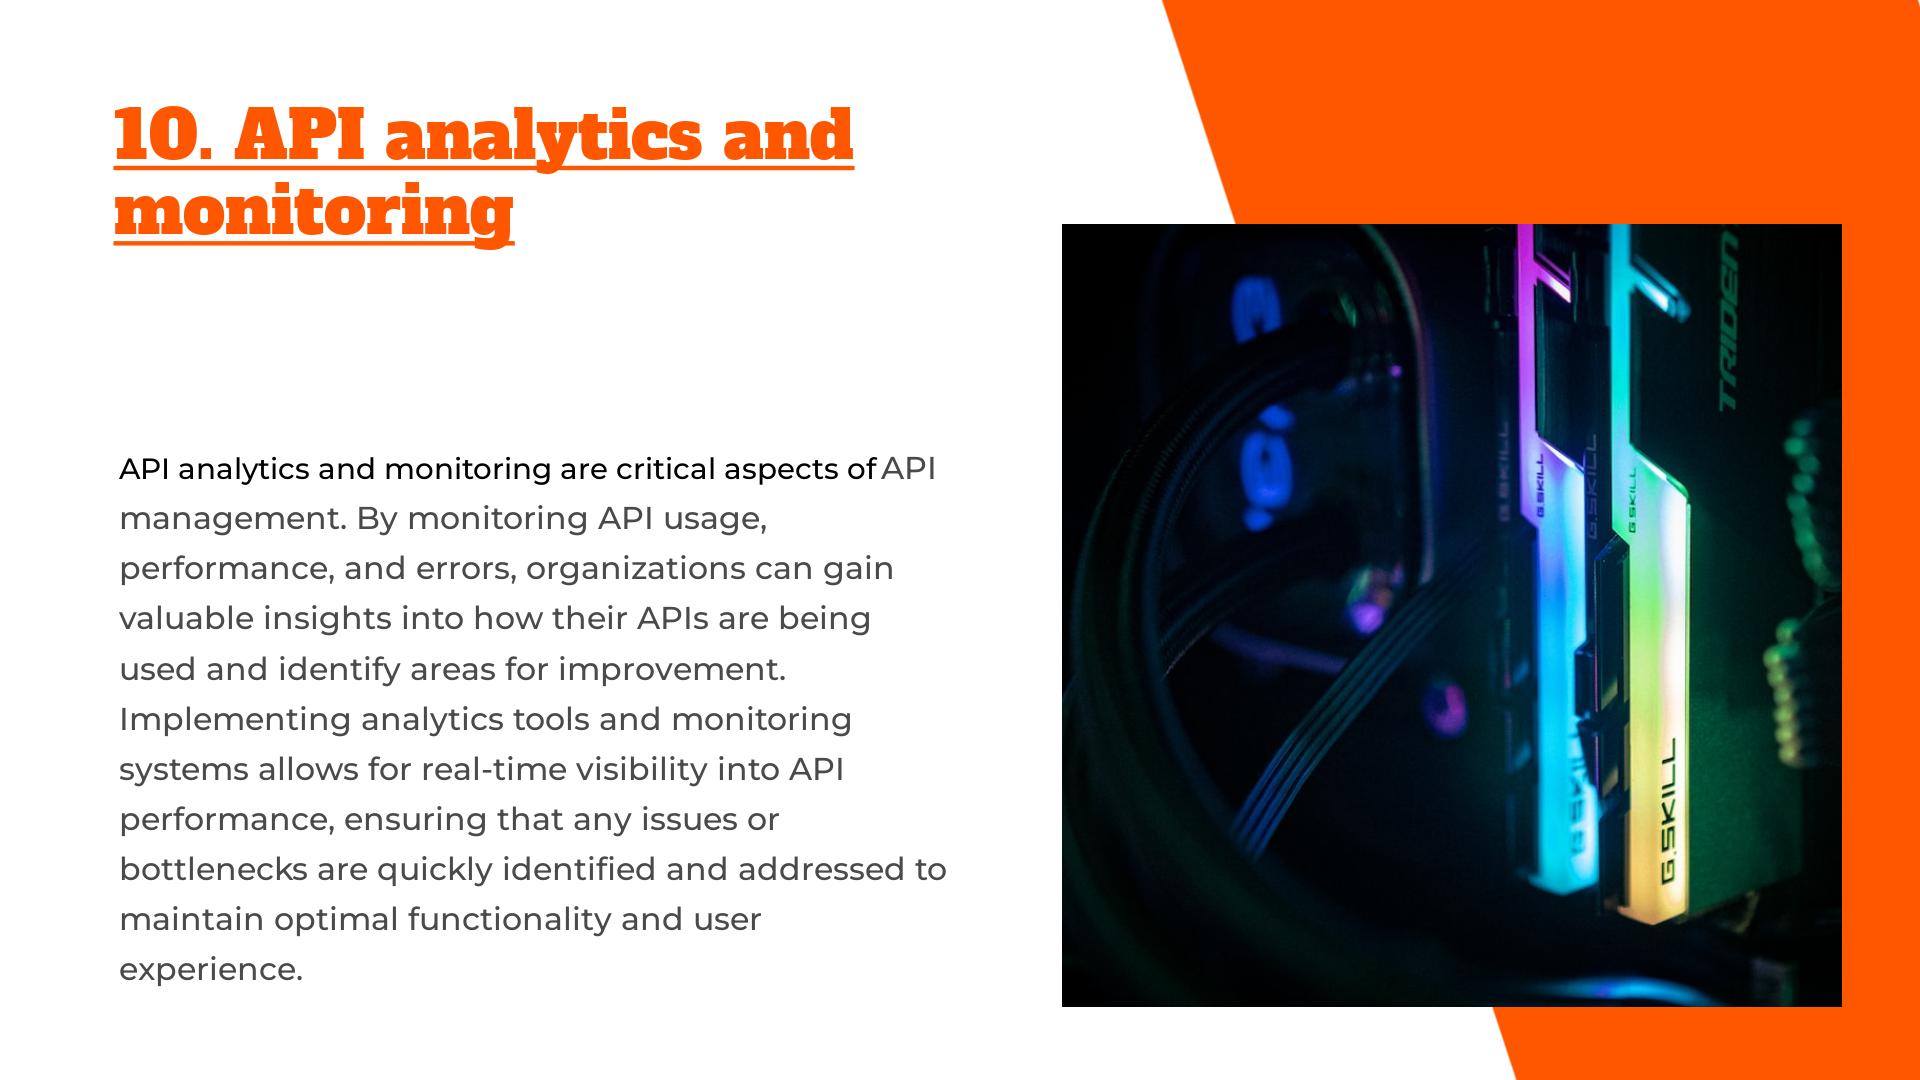 10. API analytics and
monitoring
API analytics and monitoring are critical aspects of API
management. By monitoring API usage,
performance, and errors, organizations can gain
valuable insights into how their APIs are being
used and identify areas for improvement.
Implementing analytics tools and monitoring
systems allows for real-time visibility into API
performance, ensuring that any issues or
bottlenecks are quickly identified and addressed to
maintain optimal functionality and user
experience.
TRIDENT
G.SKILL
G.SKILL
G.SKILL
G.SKILL
G.SKILL
G.SKILL